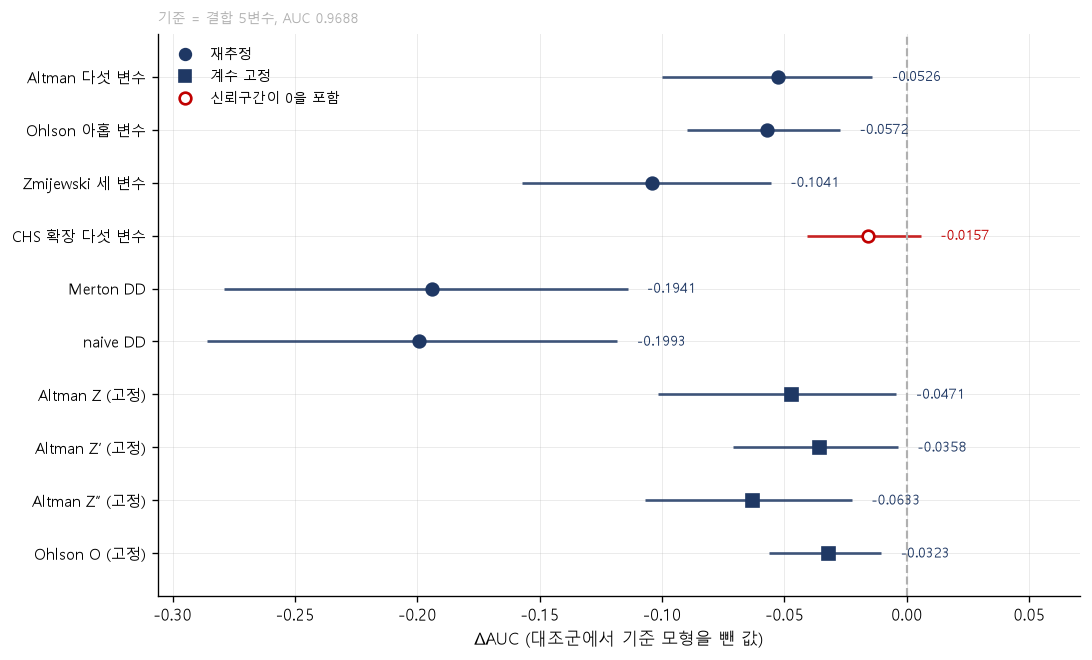 기준 = 결합 5변수, AUC 0.9688
재추정
계수 고정
신뢰구간이 0을 포함
Altman 다섯 변수
-0.0526
Ohlson 아홉 변수
-0.0572
Zmijewski 세 변수
-0.1041
CHS 확장 다섯 변수
-0.0157
Merton DD
-0.1941
naive DD
-0.1993
Altman Z (고정)
-0.0471
Altman Z′ (고정)
-0.0358
Altman Z″ (고정)
-0.0633
Ohlson O (고정)
-0.0323
-0.30 -0.25 -0.20 -0.15 -0.10 -0.05 0.00 0.05
ΔAUC (대조군에서 기준 모형을 뺀 값)